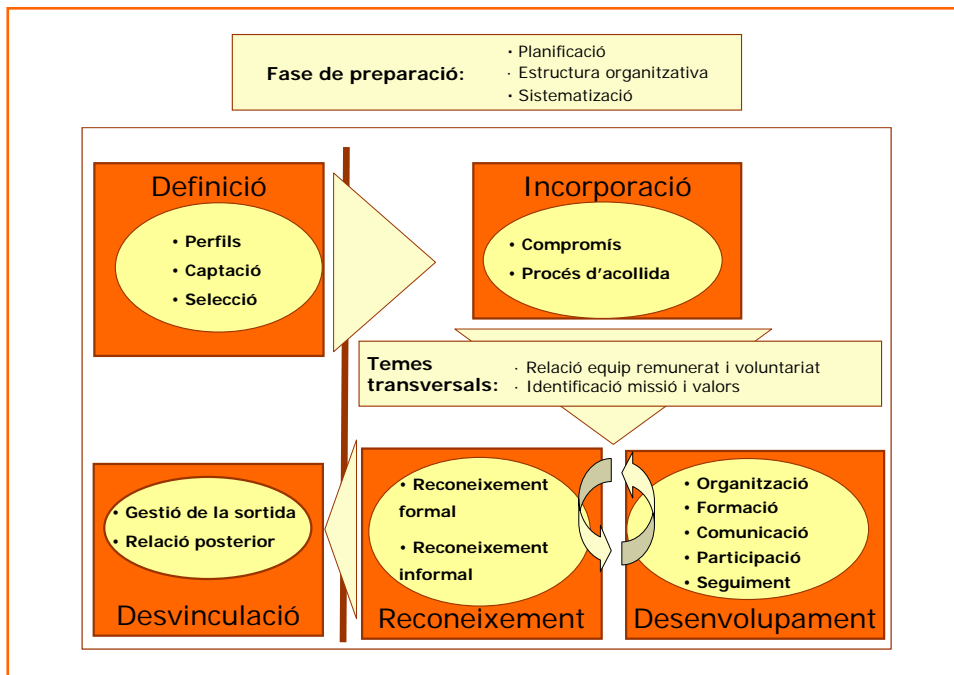 Fase de preparació:
· Planificació
· Estructura organitzativa
· Sistematizació
Definició
• Perfils
• Captació
• Selecció
Incorporació
• Compromís
• Procés d'acollida
Temes
transversals:
· Relació equip remunerat i voluntariat
· Identificació missió i valors
• Gestió de la sortida
• Relació posterior
Desvinculació
• Reconeixement
formal
• Reconeixement
informal
Reconeixement
• Organització
• Formació
• Comunicació
• Participació
• Seguiment
Desenvolupament